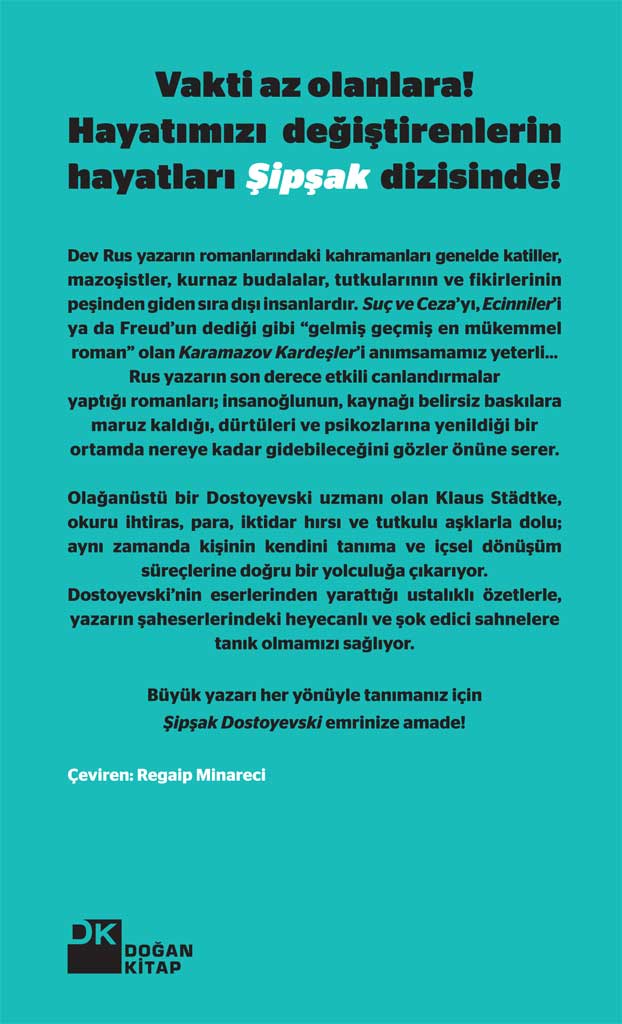 Vakti az olanlara!
Hayatımızı değiştirenlerin
hayatları Şipşak dizisinde!
Dev Rus yazarın romanlarındaki kahramanları genelde katiller,
mazoşistler, kurnaz budalalar, tutkularının ve fikirlerinin
peşinden giden sıra dışı insanlardır. Suç ve Ceza'yı, Ecinniler'i
ya da Freud'un dediği gibi “gelmiş geçmiş en mükemmel
roman” olan Karamazov Kardeşler'i anımsamamız yeterli...
Rus yazarın son derece etkili canlandırmalar
yaptığı romanları; insanoğlunun, kaynağı belirsiz baskılara
maruz kaldığı, dürtüleri ve psikozlarına yenildiği bir
ortamda nereye kadar gidebileceğini gözler önüne serer.
Olağanüstü bir Dostoyevski uzmanı olan Klaus Städtke,
okuru ihtiras, para, iktidar hırsı ve tutkulu aşklarla dolu;
aynı zamanda kişinin kendini tanıma ve içsel dönüşüm
süreçlerine doğru bir yolculuğa çıkarıyor.
Dostoyevski'nin eserlerinden yarattığı ustalıklı özetlerle,
yazarın şaheserlerindeki heyecanlı ve şok edici sahnelere
tanık olmamızı sağlıyor.
Büyük yazarı her yönüyle tanımanız için
Şipşak Dostoyevski emrinize amade!
Çeviren: Regaip Minareci
DK
DOĞAN
KİTAP